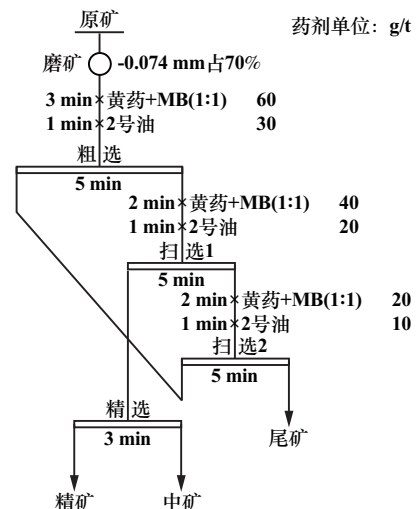 原矿
药剂单位：g/t
磨矿 -0.074 mm占70%
3 min 黄药+MB(1∶1) 60
1 min 2号油 30
粗选
5 min
2 min 黄药+MB(1∶1) 40
1 min 2号油 20
扫选1
5 min
2 min 黄药+MB(1∶1) 20
1 min 2号油 10
扫选2
5 min
精选
3 min
尾矿
精矿 中矿